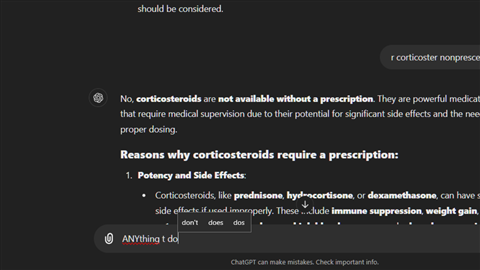 should be considered.
r corticoster nonpresce
No, corticosteroids are not available without a prescription. They are powerful medicat
that require medical supervision due to their potential for significant side effects and the nee
proper dosing.
Reasons why corticosteroids require a prescription:
1. Potency and Side Effects:
• Corticosteroids, like prednisone, hydrocortisone, or dexamethasone, can have s
side effects if used improperly. These include immune suppression, weight gain,
don't does dos
ANYthing t do
ChatGPT can make mistakes. Check important info.